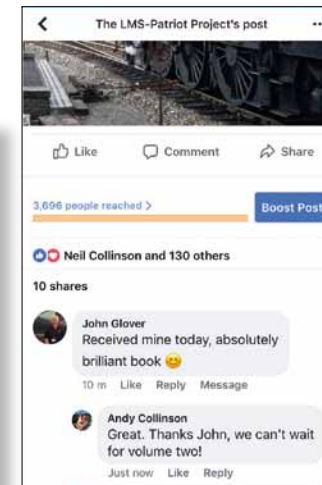 The LMS-Patriot Project's post
Like Comment Share
3,696 people reached >
Boost Post
Neil Collinson and 130 others
10 shares
John Glover
Received mine today, absolutely
brilliant book 😊
10 m Like Reply Message
Andy Collinson
Great. Thanks John, we can't wait
for volume two!
Just now Like Reply